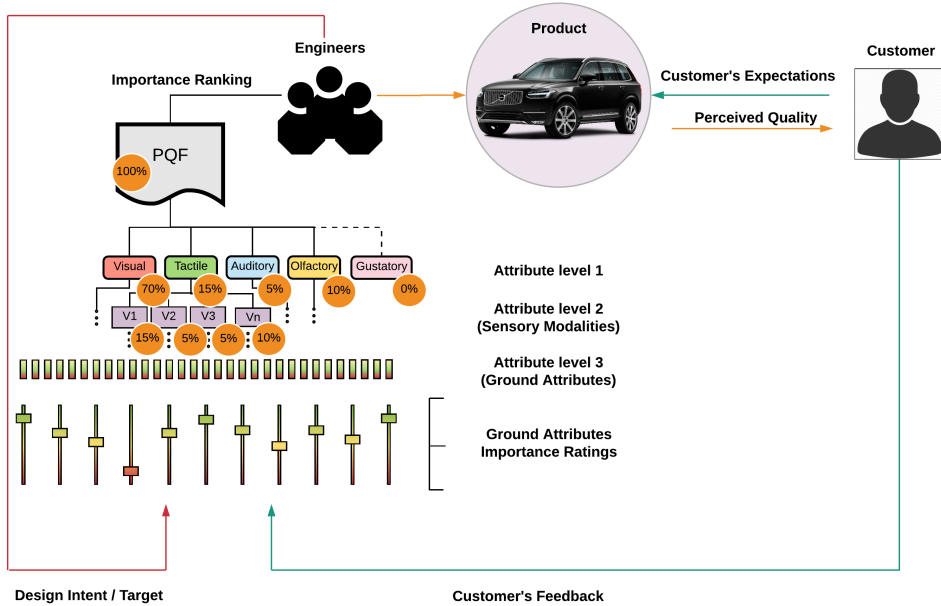 Engineers
Product
Customer
Importance Ranking
Customer's Expectations
Perceived Quality
PQF
100%
Visual
Tactile
Auditory
Olfactory
Gustatory
70%
15%
5%
10%
0%
Attribute level 1
V1
V2
V3
Vn
15%
5%
5%
10%
Attribute level 2
(Sensory Modalities)
Attribute level 3
(Ground Attributes)
Ground Attributes
Importance Ratings
Design Intent / Target
Customer's Feedback